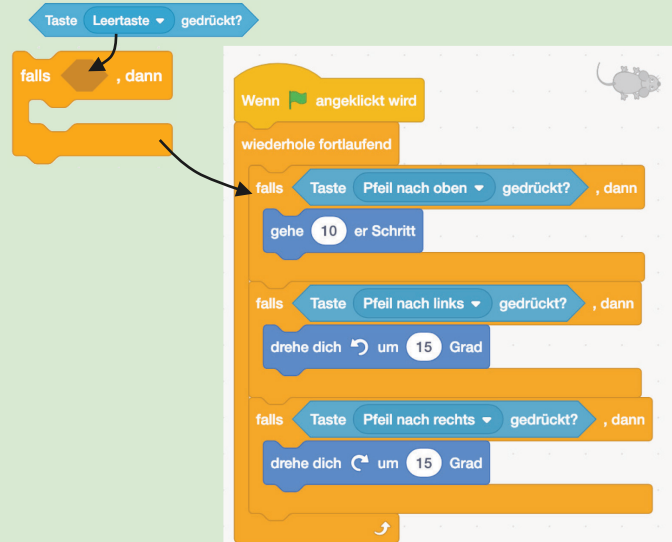 Taste Leertaste gedrückt?
falls , dann
Wenn angeklickt wird
wiederhole fortlaufend
falls Taste Pfeil nach oben gedrückt? , dann
gehe 10 er Schritt
falls Taste Pfeil nach links gedrückt? , dann
drehe dich um 15 Grad
falls Taste Pfeil nach rechts gedrückt? , dann
drehe dich um 15 Grad